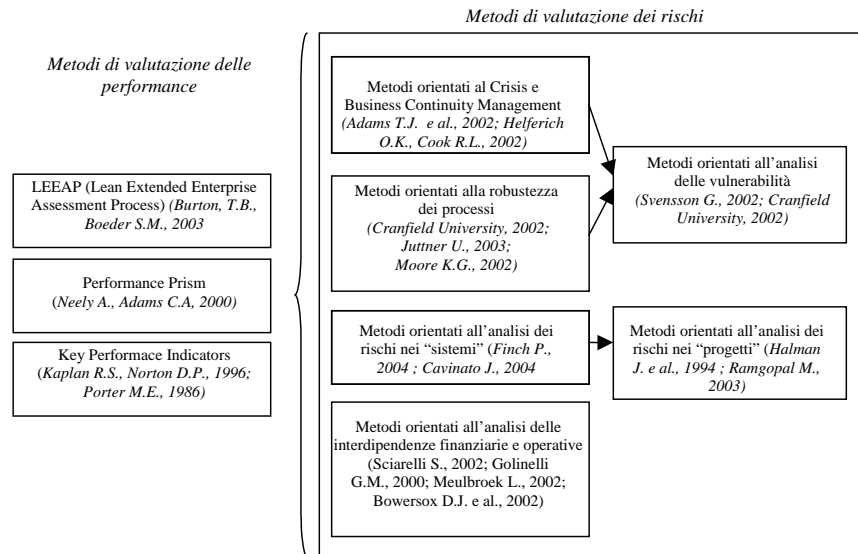 Metodi di valutazione dei rischi
Metodi di valutazione delle
performance
LEEAP (Lean Extended Enterprise
Assessment Process) (Burton, T.B.,
Boeder S.M., 2003
Performance Prism
(Neely A., Adams C.A, 2000)
Key Performace Indicators
(Kaplan R.S., Norton D.P., 1996;
Porter M.E., 1986)
Metodi orientati al Crisis e
Business Continuity Management
(Adams T.J. e al., 2002; Helferich
O.K., Cook R.L., 2002)
Metodi orientati alla robustezza
dei processi
(Cranfield University, 2002;
Juttner U., 2003;
Moore K.G., 2002)
Metodi orientati all'analisi
delle vulnerabilità
(Svensson G., 2002; Cranfield
University, 2002)
Metodi orientati all'analisi dei
rischi nei “sistemi” (Finch P.,
2004 ; Cavinato J., 2004
Metodi orientati all'analisi dei
rischi nei “progetti” (Halman
J. e al., 1994 ; Ramgopal M.,
2003)
Metodi orientati all'analisi delle
interdipendenze finanziarie e operative
(Sciarelli S., 2002; Golinelli
G.M., 2000; Meulbroek L., 2002;
Bowersox D.J. e al., 2002)